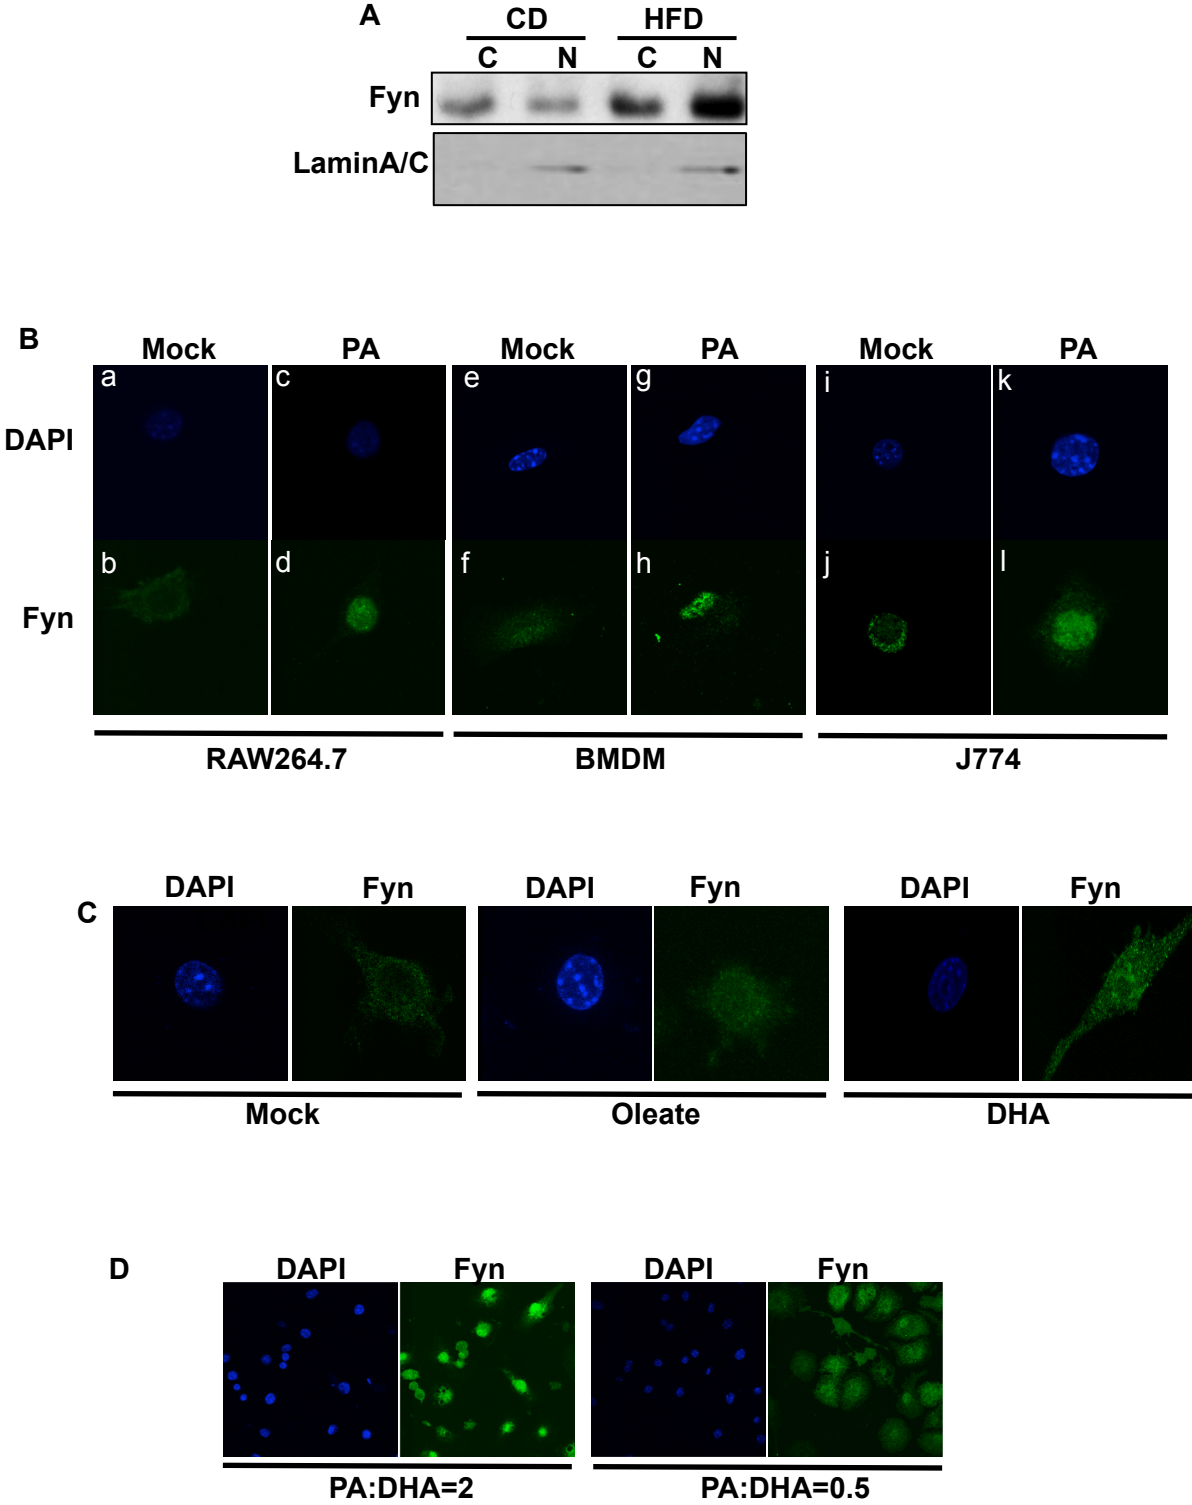 A
CD HFD
C N C N
Fyn
LaminA/C
B
Mock PA Mock PA Mock PA
a c e g i k
DAPI
b d f h j l
Fyn
RAW264.7 BMDM J774
DAPI Fyn DAPI Fyn DAPI Fyn
C
Mock Oleate DHA
D DAPI Fyn DAPI Fyn
PA:DHA=2 PA:DHA=0.5